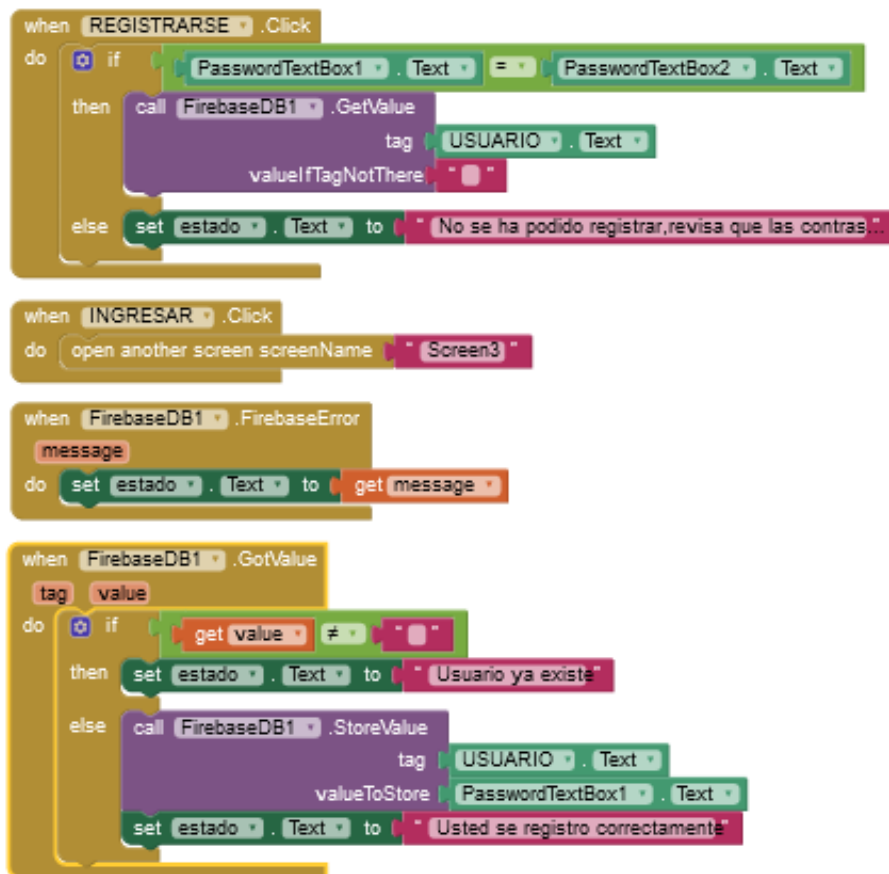 when REGISTRARSE .Click
do if PasswordTextBox1 . Text = PasswordTextBox2 . Text
then call FirebaseDB1 .GetValue
tag USUARIO . Text
valueIfTagNotThere " "
else set estado . Text to " No se ha podido registrar,revisa que las contras...
when INGRESAR .Click
do open another screen screenName " Screen3 "
when FirebaseDB1 .FirebaseError
message
do set estado . Text to get message
when FirebaseDB1 .GotValue
tag value
do if get value ≠ " "
then set estado . Text to " Usuario ya existe"
else call FirebaseDB1 .StoreValue
tag USUARIO . Text
valueToStore PasswordTextBox1 . Text
set estado . Text to " Usted se registro correctamente"